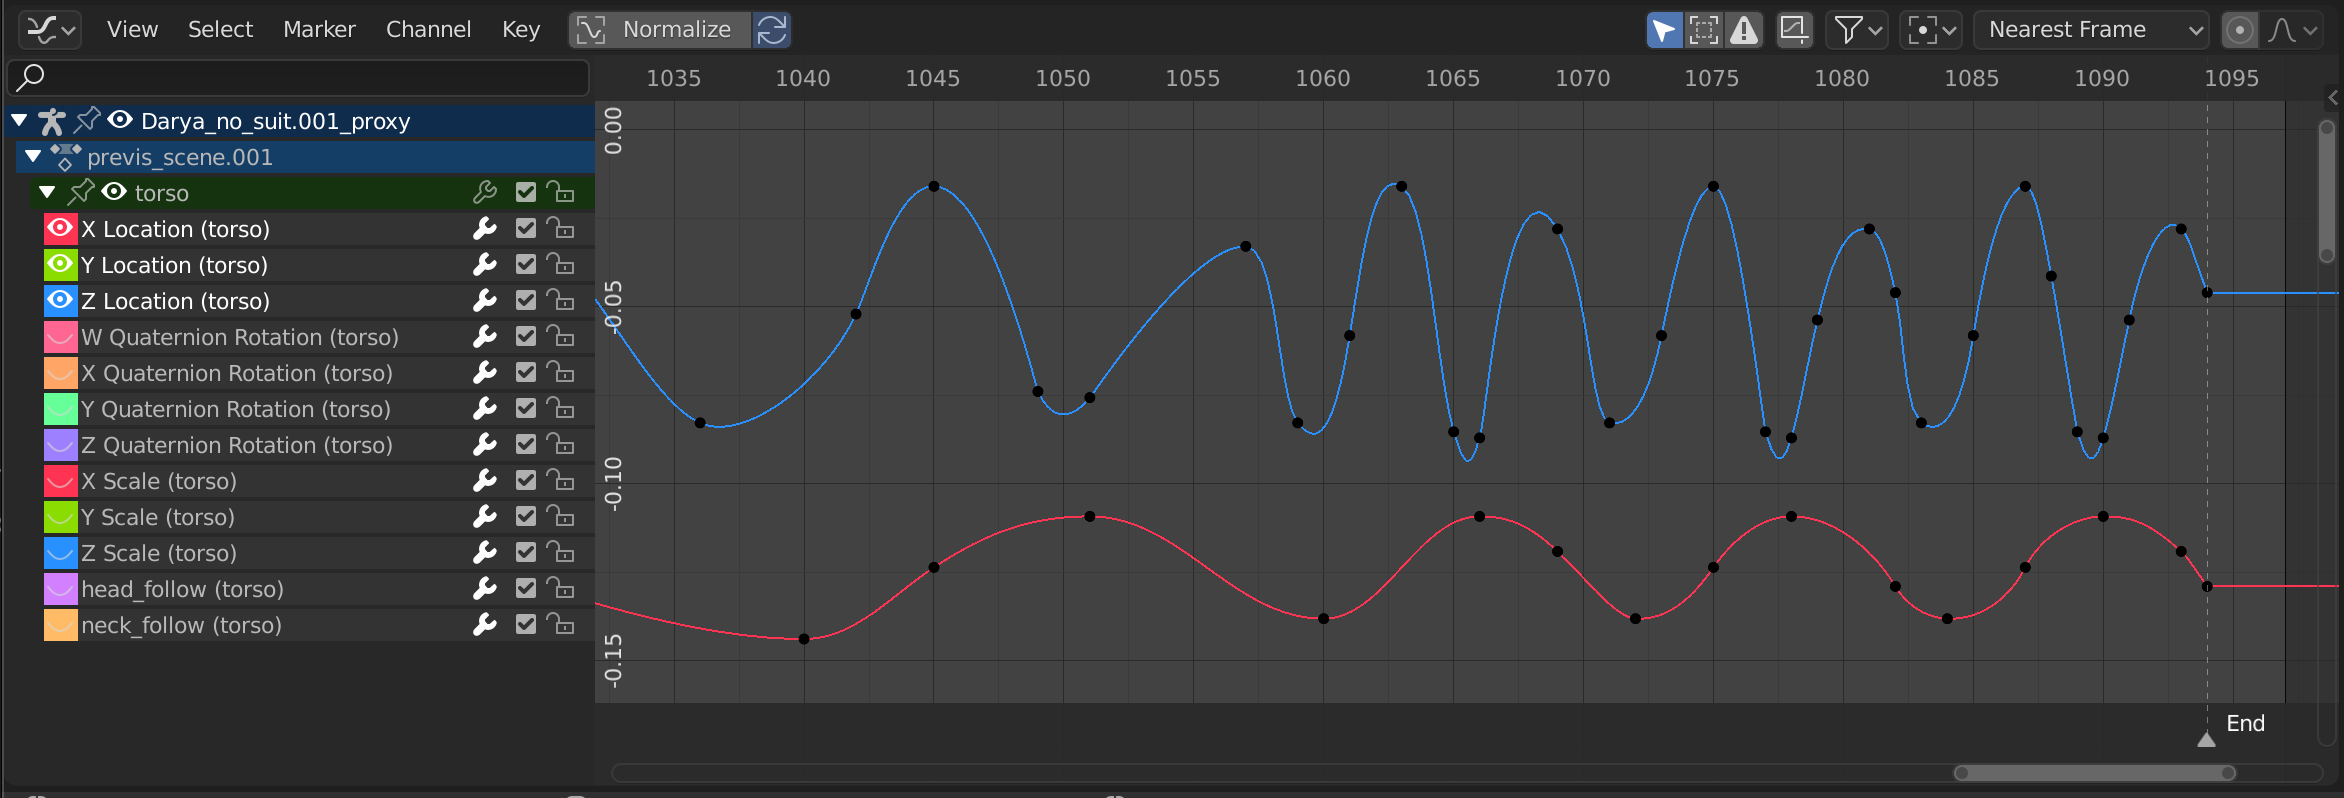 View Select Marker Channel Key Normalize Nearest Frame
1035 1040 1045 1050 1055 1060 1065 1070 1075 1080 1085 1090 1095
Darya_no_suit.001_proxy
previs_scene.001
torso
X Location (torso)
Y Location (torso)
Z Location (torso)
W Quaternion Rotation (torso)
X Quaternion Rotation (torso)
Y Quaternion Rotation (torso)
Z Quaternion Rotation (torso)
X Scale (torso)
Y Scale (torso)
Z Scale (torso)
head_follow (torso)
neck_follow (torso)
0.00
-0.05
-0.10
-0.15
End